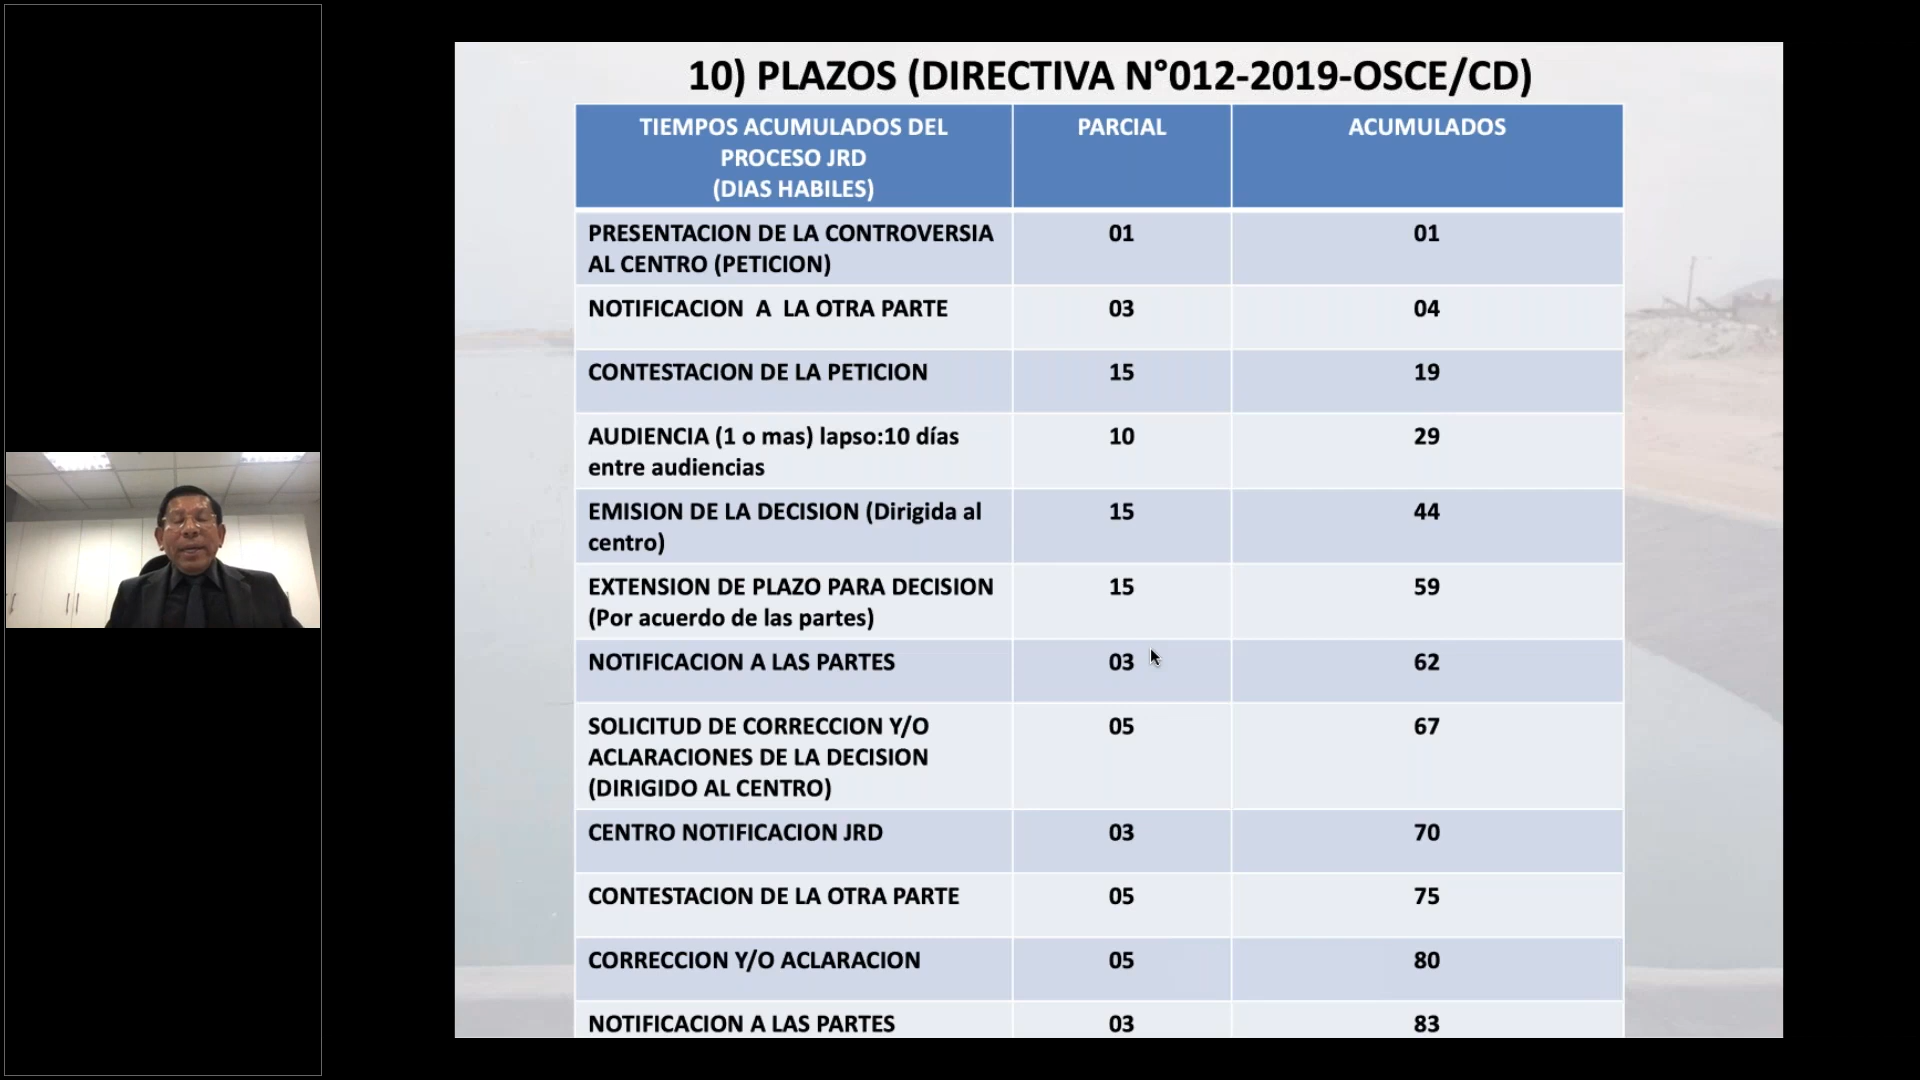 10) PLAZOS (DIRECTIVA N°012-2019-OSCE/CD)
TIEMPOS ACUMULADOS DEL
PROCESO JRD
(DIAS HABILES)
PARCIAL
ACUMULADOS
PRESENTACION DE LA CONTROVERSIA
AL CENTRO (PETICION)
01
01
NOTIFICACION A LA OTRA PARTE
03
04
CONTESTACION DE LA PETICION
15
19
AUDIENCIA (1 o mas) lapso:10 días
entre audiencias
10
29
EMISION DE LA DECISION (Dirigida al
centro)
15
44
EXTENSION DE PLAZO PARA DECISION
(Por acuerdo de las partes)
15
59
NOTIFICACION A LAS PARTES
03
62
SOLICITUD DE CORRECCION Y/O
ACLARACIONES DE LA DECISION
(DIRIGIDO AL CENTRO)
05
67
CENTRO NOTIFICACION JRD
03
70
CONTESTACION DE LA OTRA PARTE
05
75
CORRECCION Y/O ACLARACION
05
80
NOTIFICACION A LAS PARTES
03
83